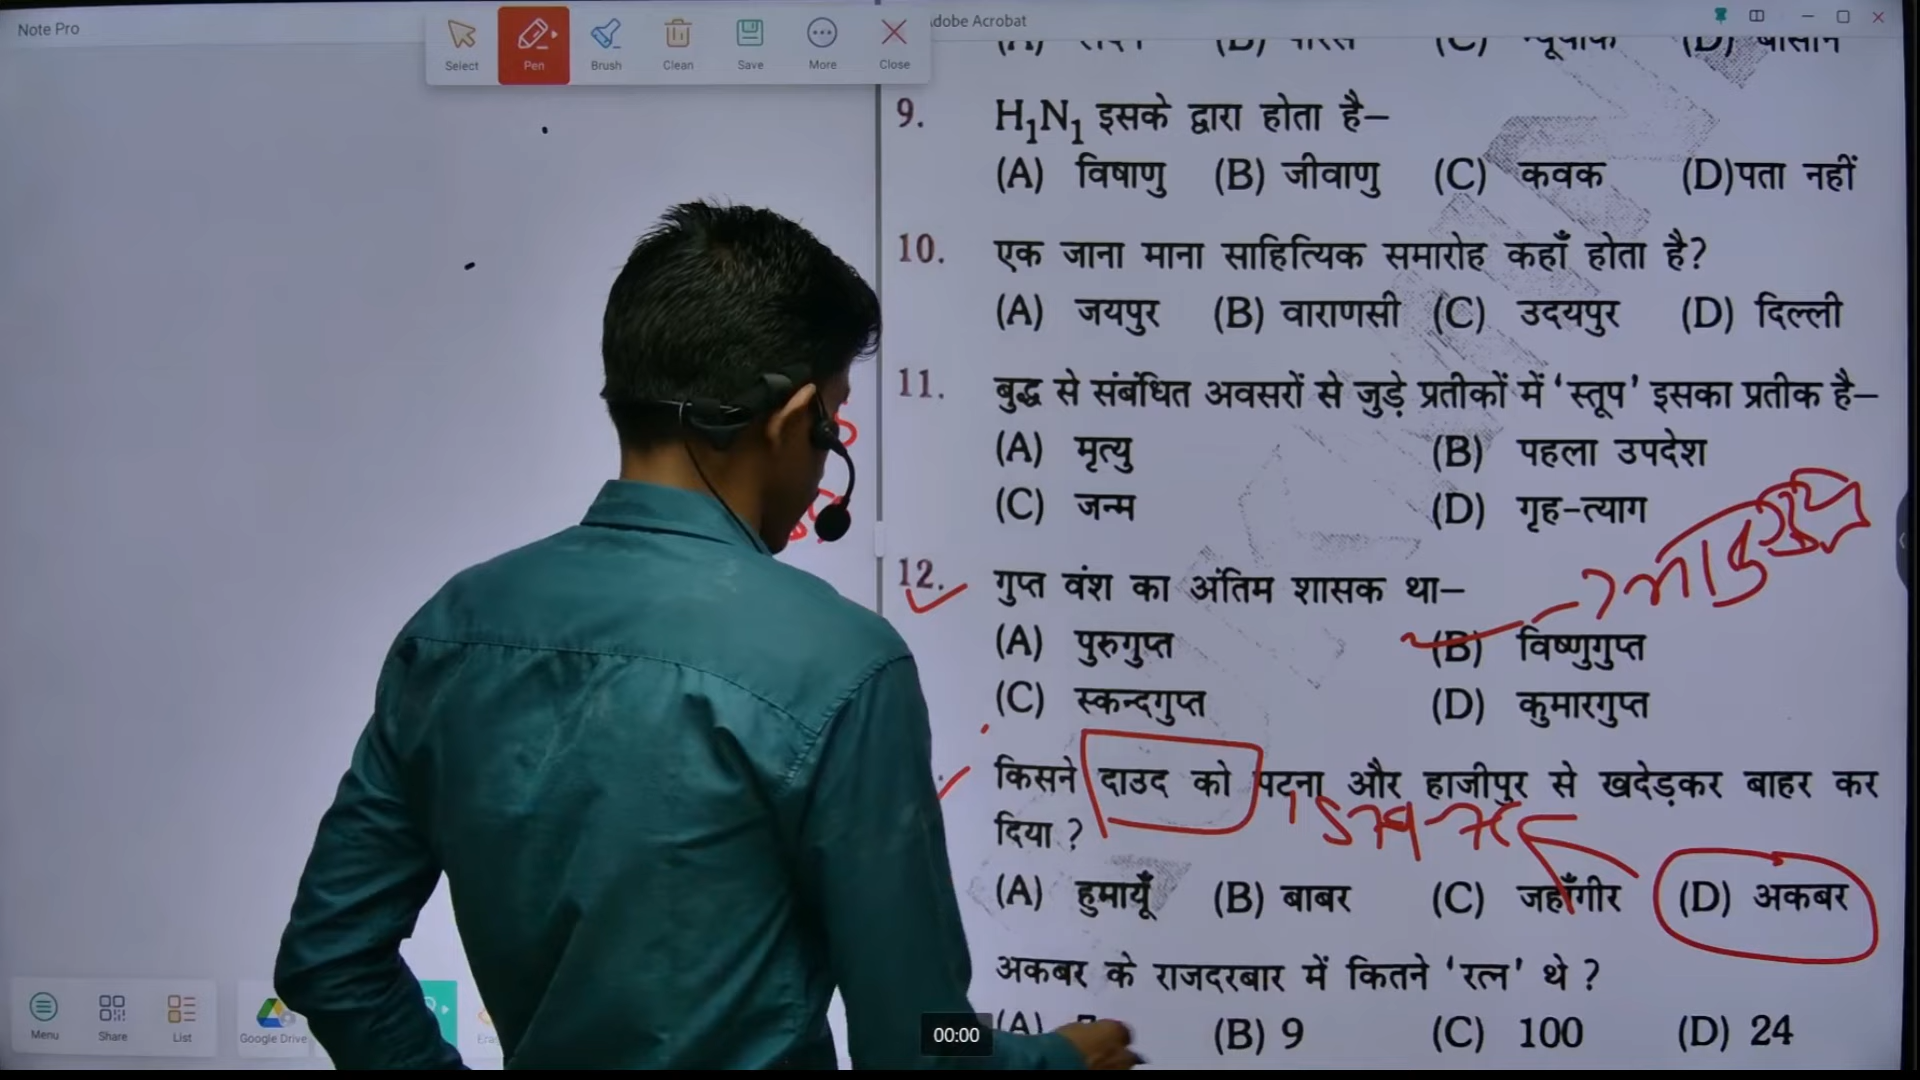 Note Pro
Select Pen Brush Clean Save More Close
Adobe Acrobat
9. H₁N₁ इसके द्वारा होता है–
(A) विषाणु (B) जीवाणु (C) कवक (D) पता नहीं
10. एक जाना माना साहित्यिक समारोह कहाँ होता है?
(A) जयपुर (B) वाराणसी (C) उदयपुर (D) दिल्ली
11. बुद्ध से संबंधित अवसरों से जुड़े प्रतीकों में ‘स्तूप’ इसका प्रतीक है–
(A) मृत्यु (B) पहला उपदेश
(C) जन्म (D) गृह-त्याग
12. गुप्त वंश का अंतिम शासक था–
(A) पुरुगुप्त (B) विष्णुगुप्त
(C) स्कन्दगुप्त (D) कुमारगुप्त
किसने दाउद को पटना और हाजीपुर से खदेड़कर बाहर कर
दिया ?
(A) हुमायूँ (B) बाबर (C) जहाँगीर (D) अकबर
अकबर के राजदरबार में कितने ‘रत्न’ थे ?
(A) (B) 9 (C) 100 (D) 24
Menu Share List Google Drive
00:00